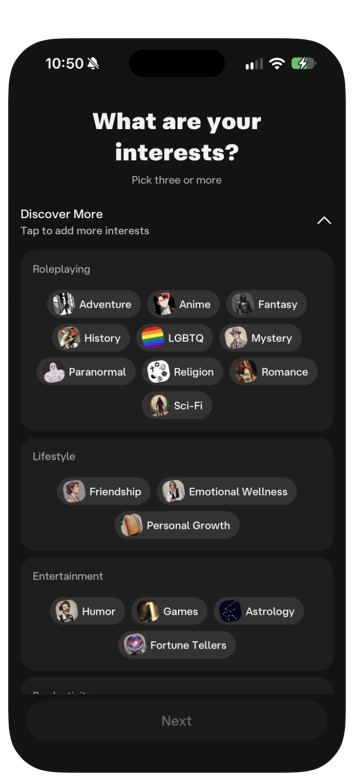 10:50
What are your
interests?
Pick three or more
Discover More
Tap to add more interests
Roleplaying
Adventure Anime Fantasy
History LGBTQ Mystery
Paranormal Religion Romance
Sci-Fi
Lifestyle
Friendship Emotional Wellness
Personal Growth
Entertainment
Humor Games Astrology
Fortune Tellers
Next